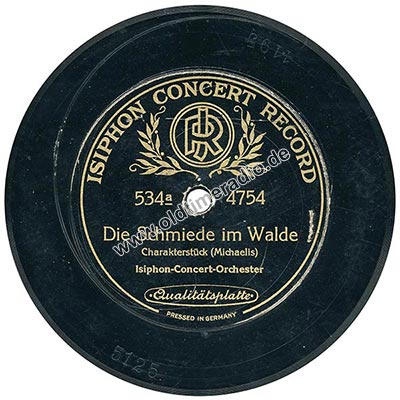 ISIPHON CONCERT RECORD
534a 4754
Die Schmiede im Walde
Charakterstück (Michaelis)
Isiphon-Concert-Orchester
Qualitätsplatte
PRESSED IN GERMANY
5125
www.oldtimeradio.de